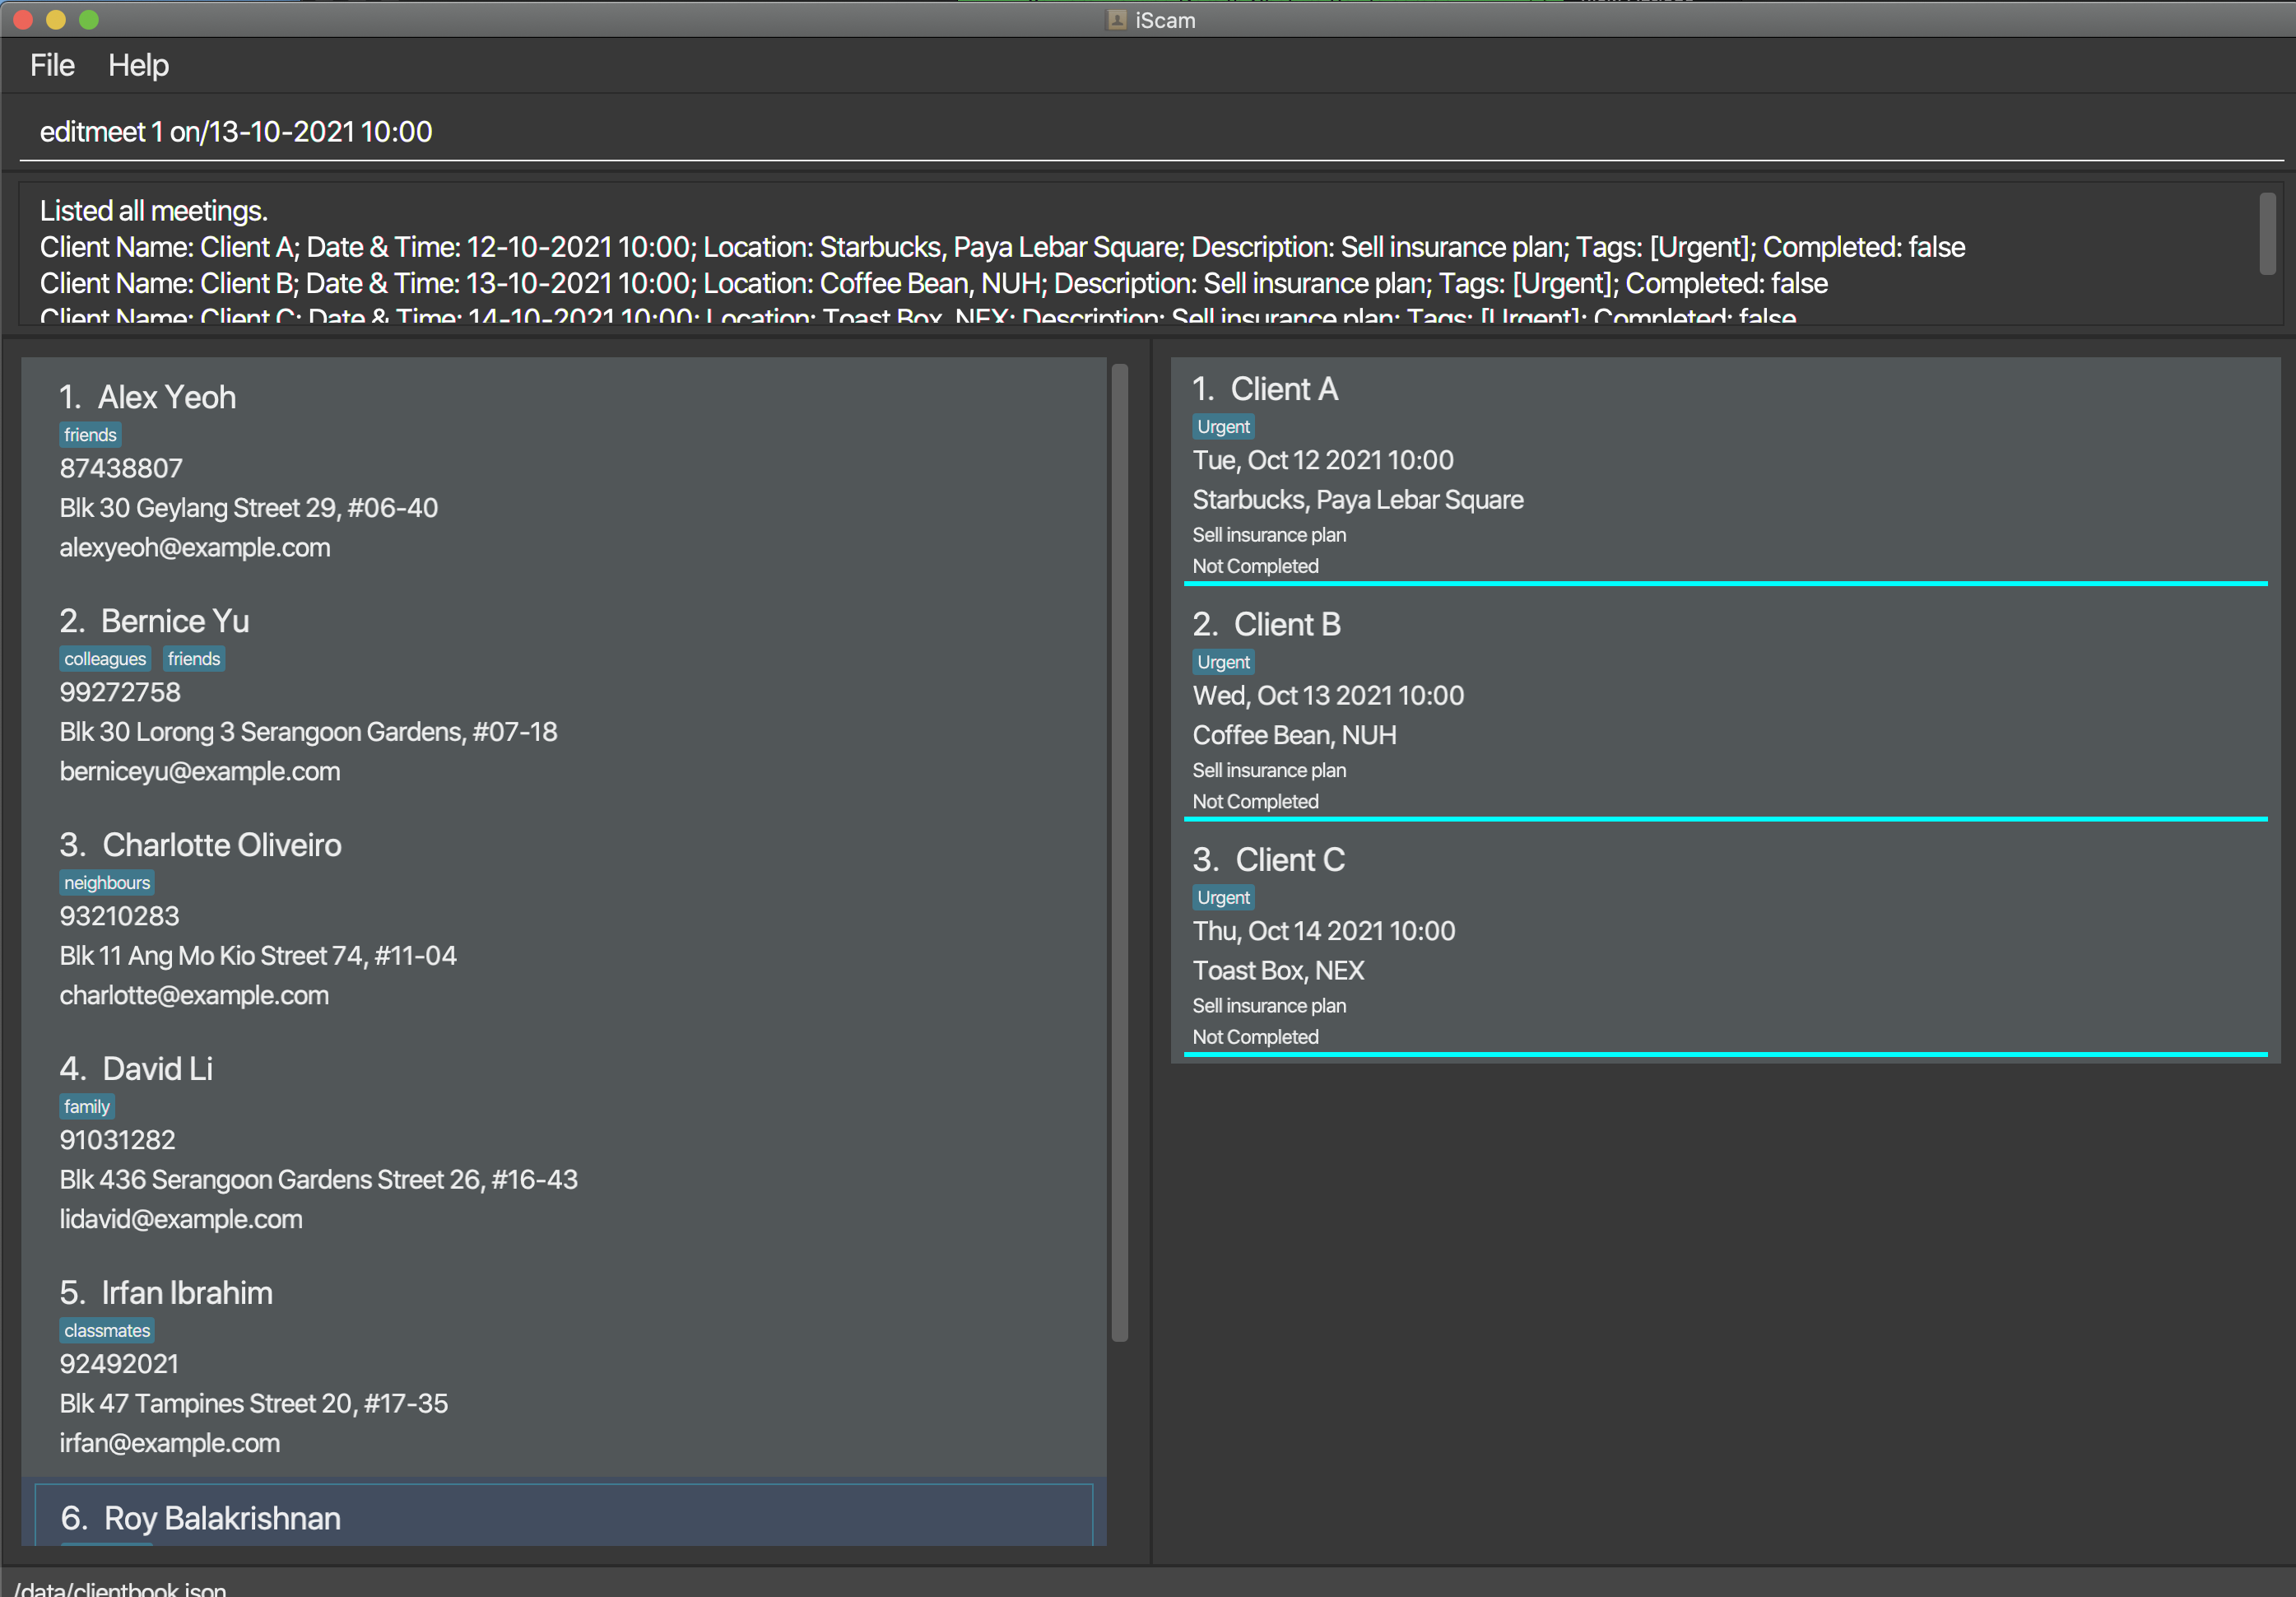 iScam
File Help
editmeet 1 on/13-10-2021 10:00
Listed all meetings.
Client Name: Client A; Date & Time: 12-10-2021 10:00; Location: Starbucks, Paya Lebar Square; Description: Sell insurance plan; Tags: [Urgent]; Completed: false
Client Name: Client B; Date & Time: 13-10-2021 10:00; Location: Coffee Bean, NUH; Description: Sell insurance plan; Tags: [Urgent]; Completed: false
Client Name: Client C; Date & Time: 14-10-2021 10:00; Location: Toast Box, NEX; Description: Sell insurance plan; Tags: [Urgent]; Completed: false
1. Alex Yeoh
friends
87438807
Blk 30 Geylang Street 29, #06-40
alexyeoh@example.com
2. Bernice Yu
colleagues friends
99272758
Blk 30 Lorong 3 Serangoon Gardens, #07-18
berniceyu@example.com
3. Charlotte Oliveiro
neighbours
93210283
Blk 11 Ang Mo Kio Street 74, #11-04
charlotte@example.com
4. David Li
family
91031282
Blk 436 Serangoon Gardens Street 26, #16-43
lidavid@example.com
5. Irfan Ibrahim
classmates
92492021
Blk 47 Tampines Street 20, #17-35
irfan@example.com
6. Roy Balakrishnan
1. Client A
Urgent
Tue, Oct 12 2021 10:00
Starbucks, Paya Lebar Square
Sell insurance plan
Not Completed
2. Client B
Urgent
Wed, Oct 13 2021 10:00
Coffee Bean, NUH
Sell insurance plan
Not Completed
3. Client C
Urgent
Thu, Oct 14 2021 10:00
Toast Box, NEX
Sell insurance plan
Not Completed
/data/clientbook.json